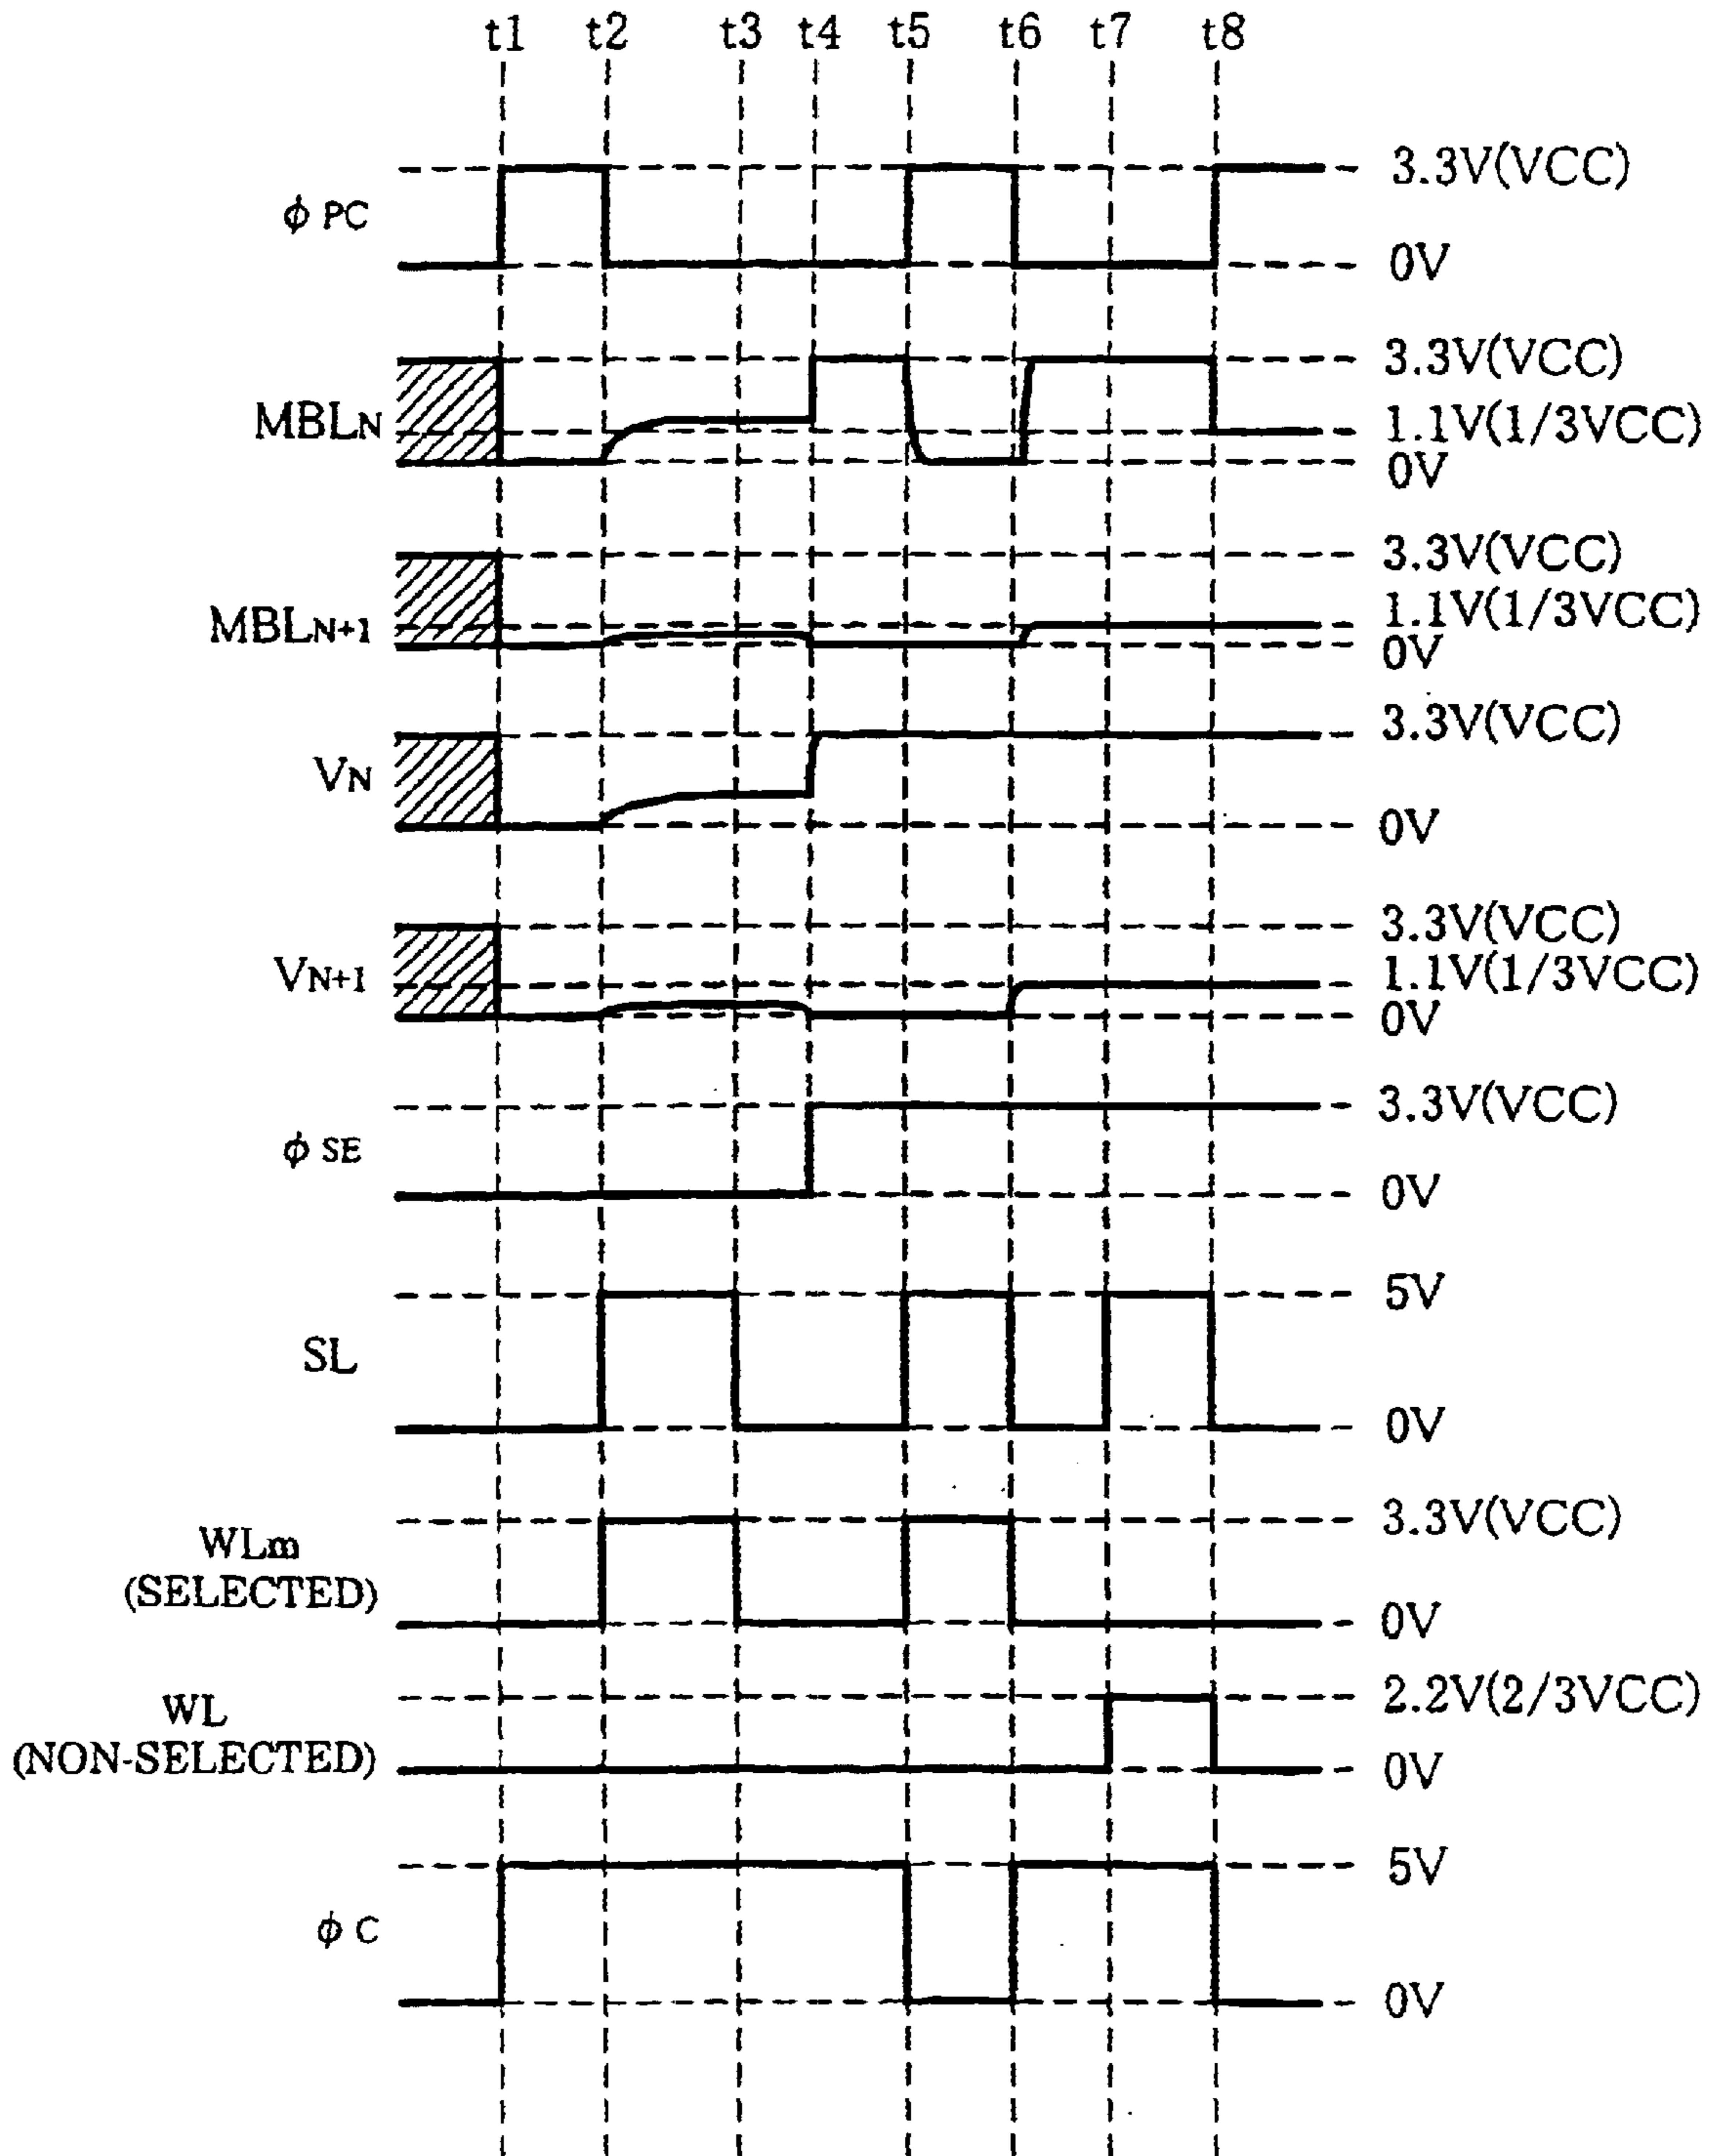 t1 t2 t3 t4 t5 t6 t7 t8
3.3V(VCC)
ϕ PC
0V
3.3V(VCC)
MBLN
1.1V(1/3VCC)
0V
3.3V(VCC)
MBLN+1
1.1V(1/3VCC)
0V
3.3V(VCC)
VN
0V
3.3V(VCC)
VN+1
1.1V(1/3VCC)
0V
3.3V(VCC)
ϕ SE
0V
5V
SL
0V
3.3V(VCC)
WLm
(SELECTED)
0V
2.2V(2/3VCC)
WL
(NON-SELECTED)
0V
5V
ϕ C
0V